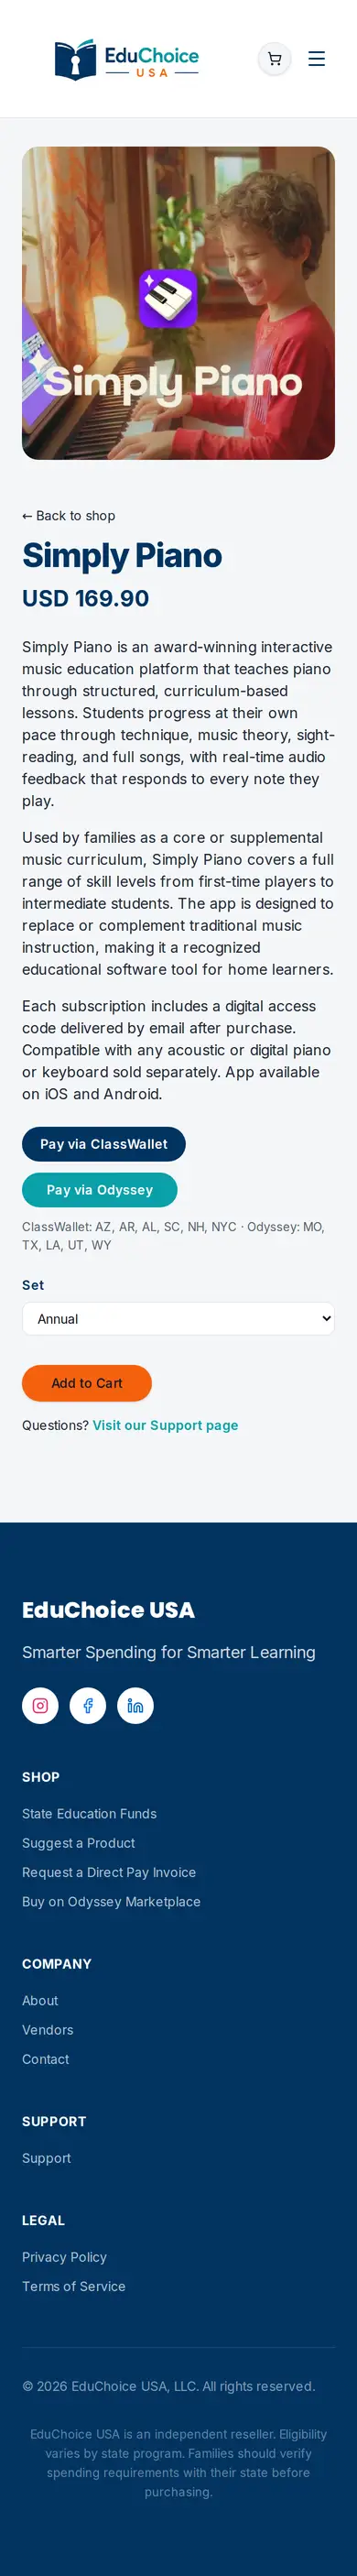 EduChoice
USA
Simply Piano
← Back to shop
Simply Piano
USD 169.90
Simply Piano is an award-winning interactive
music education platform that teaches piano
through structured, curriculum-based
lessons. Students progress at their own
pace through technique, music theory, sight-
reading, and full songs, with real-time audio
feedback that responds to every note they
play.
Used by families as a core or supplemental
music curriculum, Simply Piano covers a full
range of skill levels from first-time players to
intermediate students. The app is designed to
replace or complement traditional music
instruction, making it a recognized
educational software tool for home learners.
Each subscription includes a digital access
code delivered by email after purchase.
Compatible with any acoustic or digital piano
or keyboard sold separately. App available
on iOS and Android.
Pay via ClassWallet
Pay via Odyssey
ClassWallet: AZ, AR, AL, SC, NH, NYC · Odyssey: MO,
TX, LA, UT, WY
Set
Annual
Add to Cart
Questions? Visit our Support page
EduChoice USA
Smarter Spending for Smarter Learning
SHOP
State Education Funds
Suggest a Product
Request a Direct Pay Invoice
Buy on Odyssey Marketplace
COMPANY
About
Vendors
Contact
SUPPORT
Support
LEGAL
Privacy Policy
Terms of Service
© 2026 EduChoice USA, LLC. All rights reserved.
EduChoice USA is an independent reseller. Eligibility
varies by state program. Families should verify
spending requirements with their state before
purchasing.